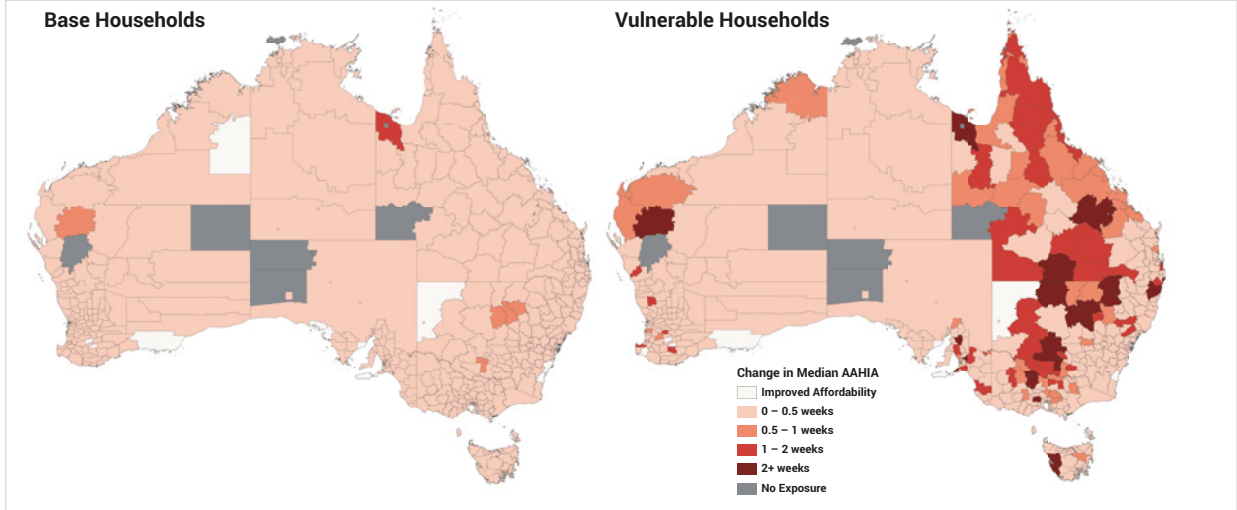 Base Households
Vulnerable Households
Change in Median AAHIA
Improved Affordability
0 – 0.5 weeks
0.5 – 1 weeks
1 – 2 weeks
2+ weeks
No Exposure